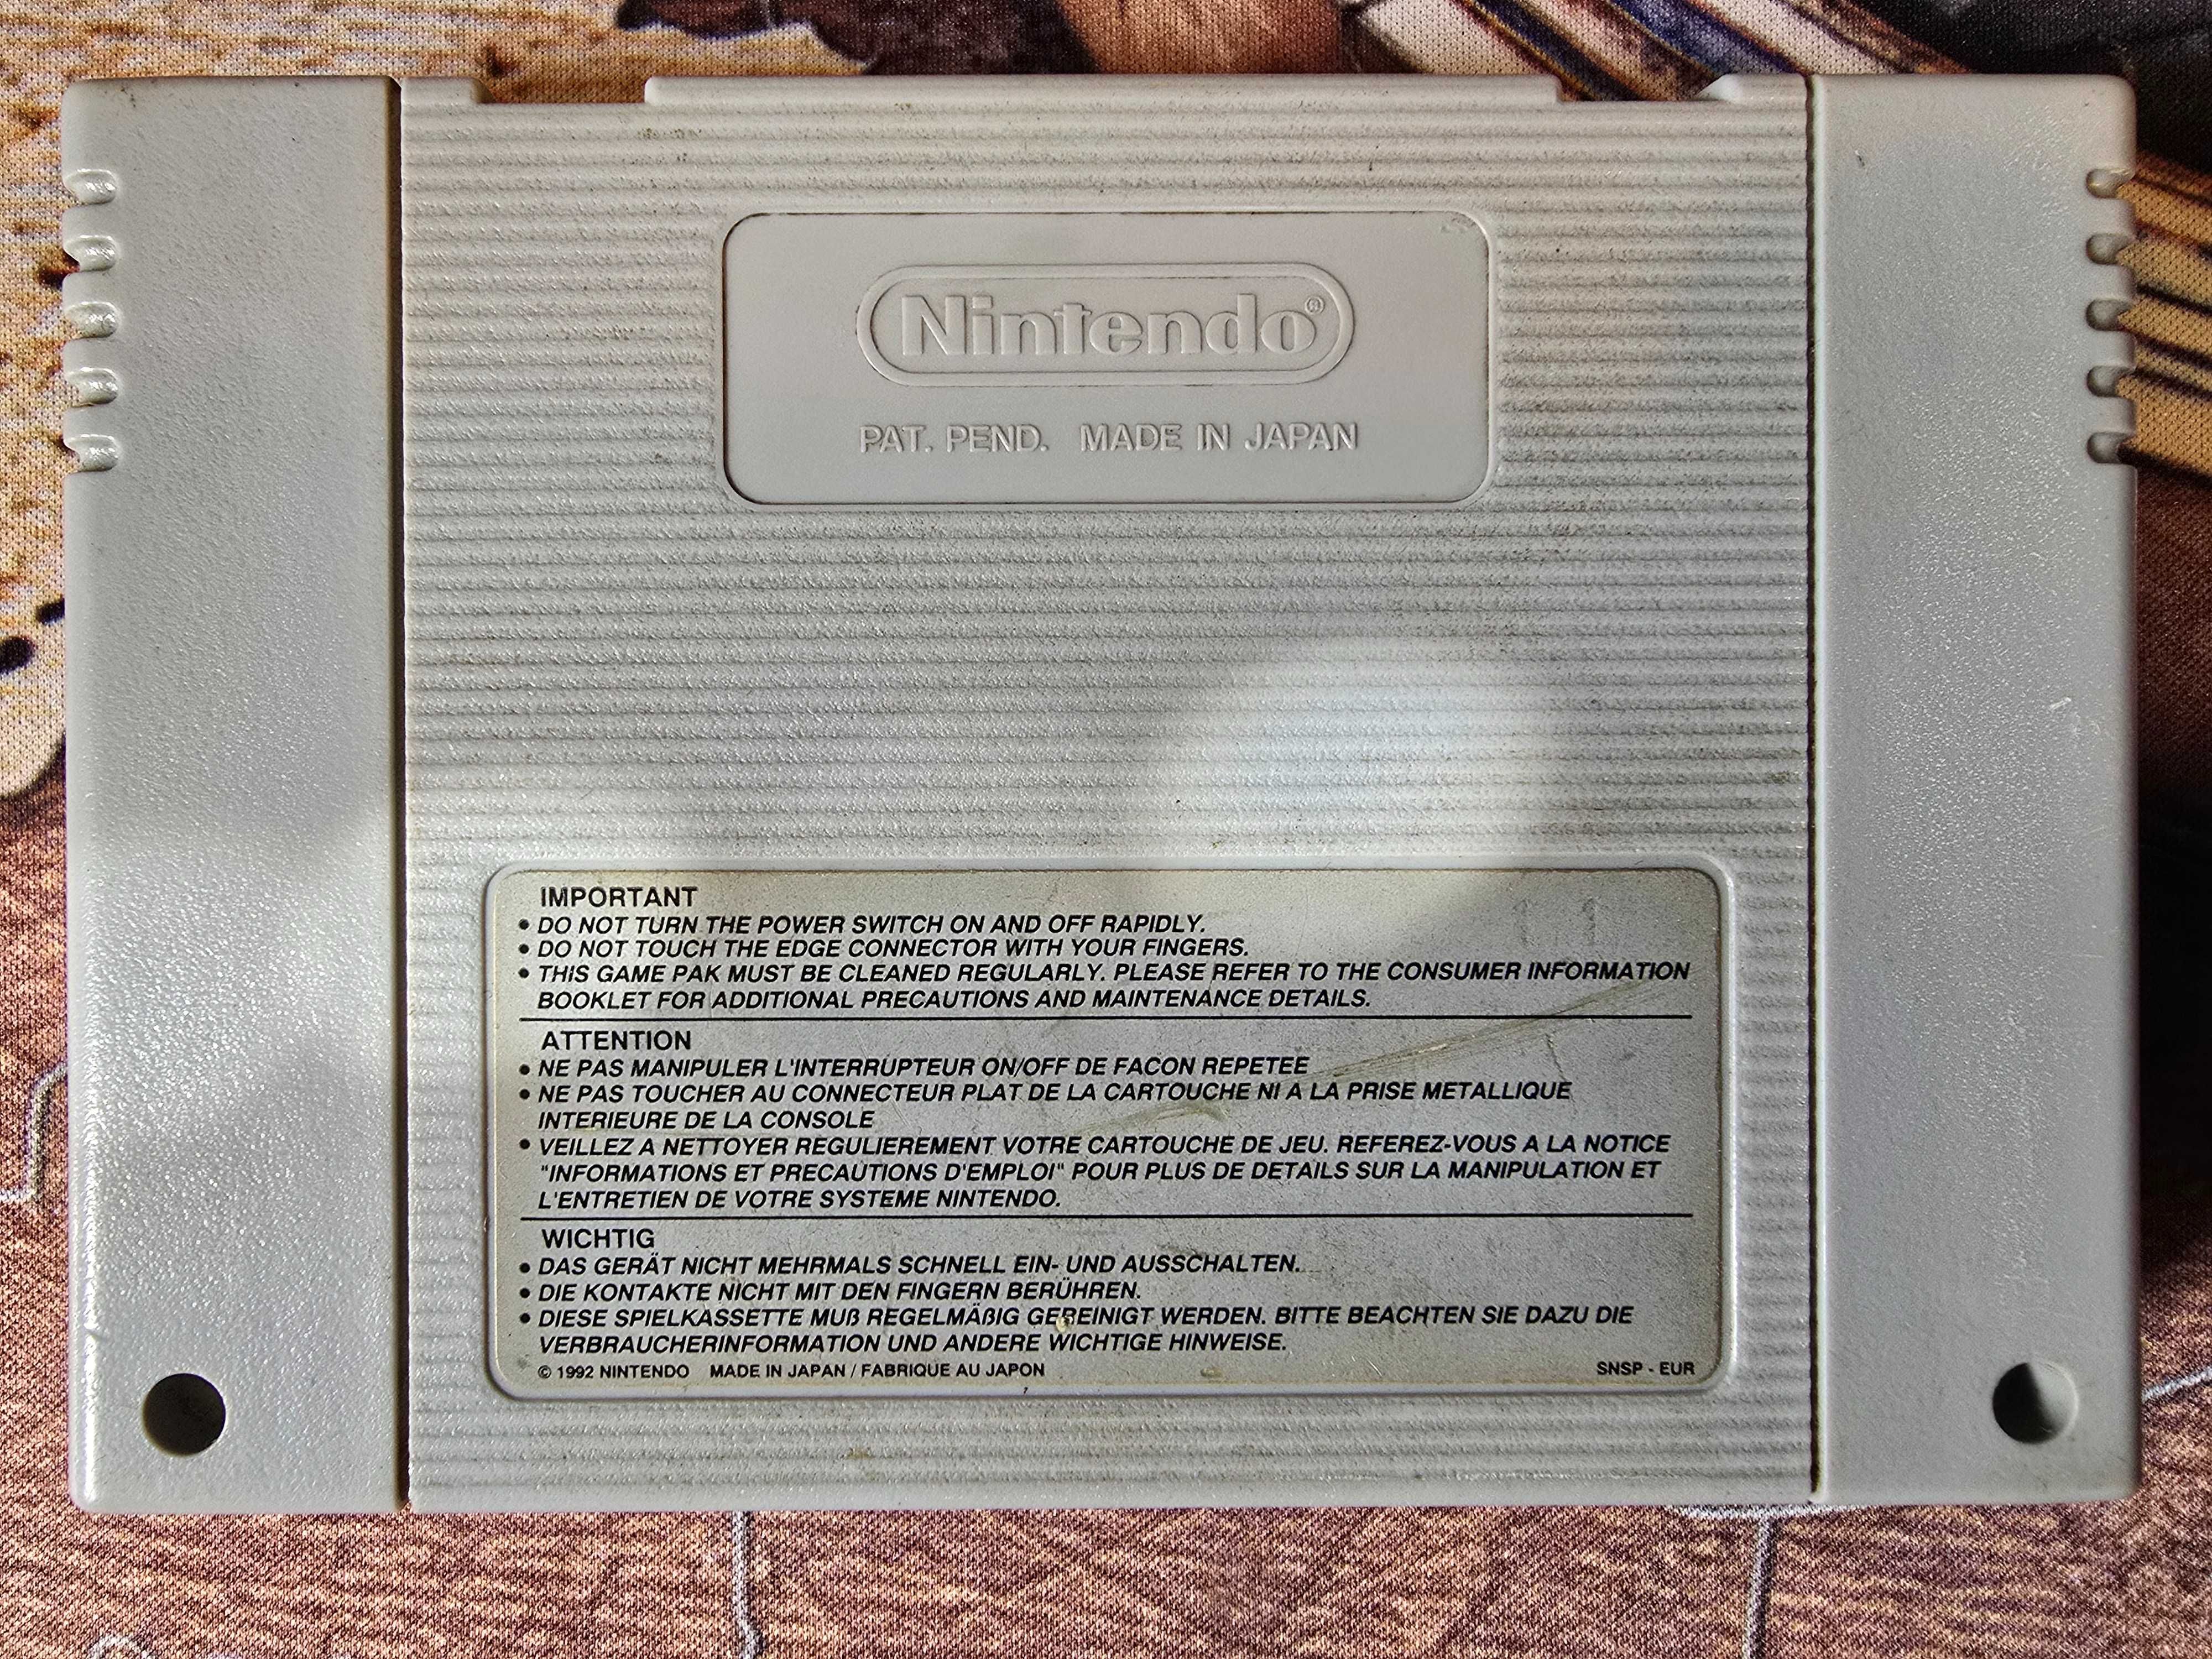 Nintendo®
PAT. PEND. MADE IN JAPAN
IMPORTANT
• DO NOT TURN THE POWER SWITCH ON AND OFF RAPIDLY.
• DO NOT TOUCH THE EDGE CONNECTOR WITH YOUR FINGERS.
• THIS GAME PAK MUST BE CLEANED REGULARLY. PLEASE REFER TO THE CONSUMER INFORMATION
BOOKLET FOR ADDITIONAL PRECAUTIONS AND MAINTENANCE DETAILS.
ATTENTION
• NE PAS MANIPULER L'INTERRUPTEUR ON/OFF DE FACON REPETEE
• NE PAS TOUCHER AU CONNECTEUR PLAT DE LA CARTOUCHE NI A LA PRISE METALLIQUE
INTERIEURE DE LA CONSOLE
• VEILLEZ A NETTOYER REGULIEREMENT VOTRE CARTOUCHE DE JEU. REFEREZ-VOUS A LA NOTICE
"INFORMATIONS ET PRECAUTIONS D'EMPLOI" POUR PLUS DE DETAILS SUR LA MANIPULATION ET
L'ENTRETIEN DE VOTRE SYSTEME NINTENDO.
WICHTIG
• DAS GERÄT NICHT MEHRMALS SCHNELL EIN- UND AUSSCHALTEN.
• DIE KONTAKTE NICHT MIT DEN FINGERN BERÜHREN.
• DIESE SPIELKASSETTE MUß REGELMÄßIG GEREINIGT WERDEN. BITTE BEACHTEN SIE DAZU DIE
VERBRAUCHERINFORMATION UND ANDERE WICHTIGE HINWEISE.
© 1992 NINTENDO MADE IN JAPAN / FABRIQUE AU JAPON SNSP - EUR